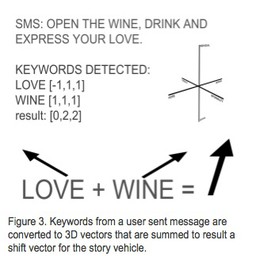 SMS: OPEN THE WINE, DRINK AND
EXPRESS YOUR LOVE.
KEYWORDS DETECTED:
LOVE [-1,1,1]
WINE [1,1,1]
result: [0,2,2]
LOVE + WINE =
Figure 3. Keywords from a user sent message are
converted to 3D vectors that are summed to result a
shift vector for the story vehicle.